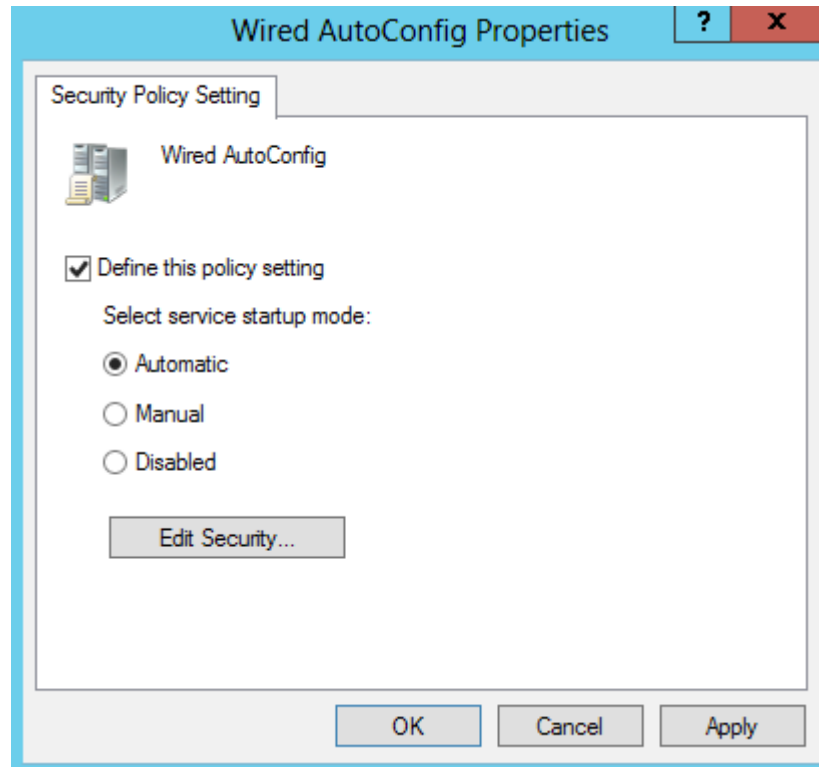 Wired AutoConfig Properties
?
x
Security Policy Setting
Wired AutoConfig
Define this policy setting
Select service startup mode:
Automatic
Manual
Disabled
Edit Security...
OK
Cancel
Apply